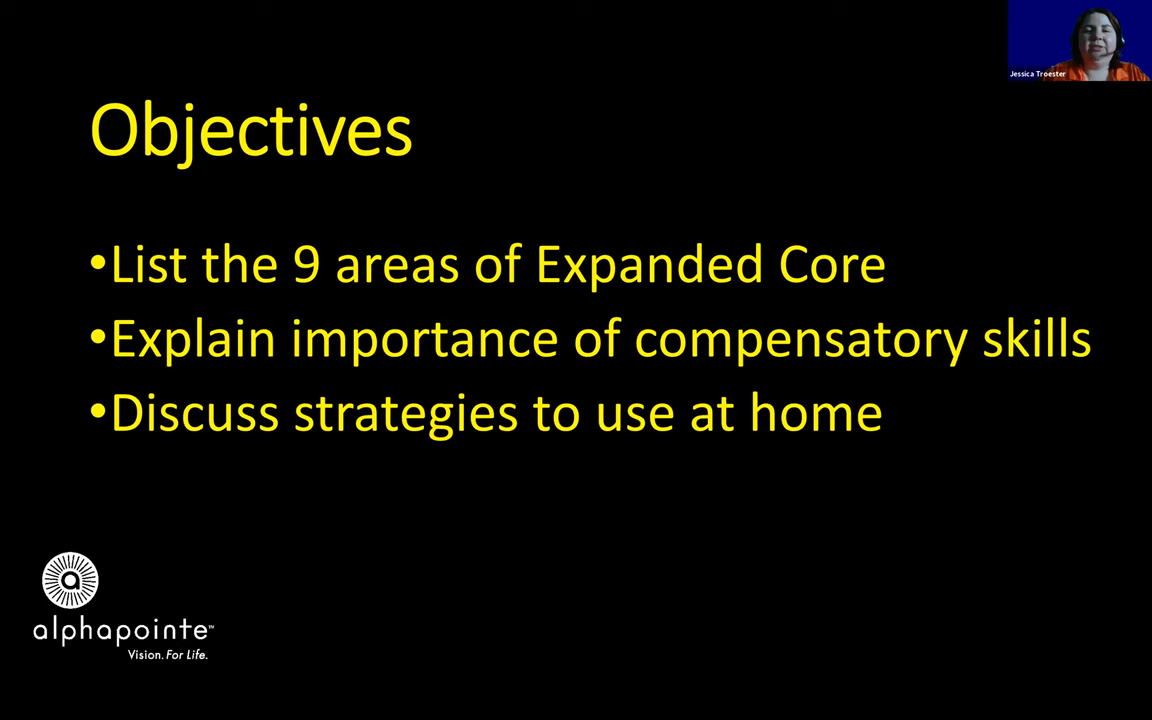 Jessica Troester
Objectives
•List the 9 areas of Expanded Core
•Explain importance of compensatory skills
•Discuss strategies to use at home
a
alphapointe™
Vision. For Life.